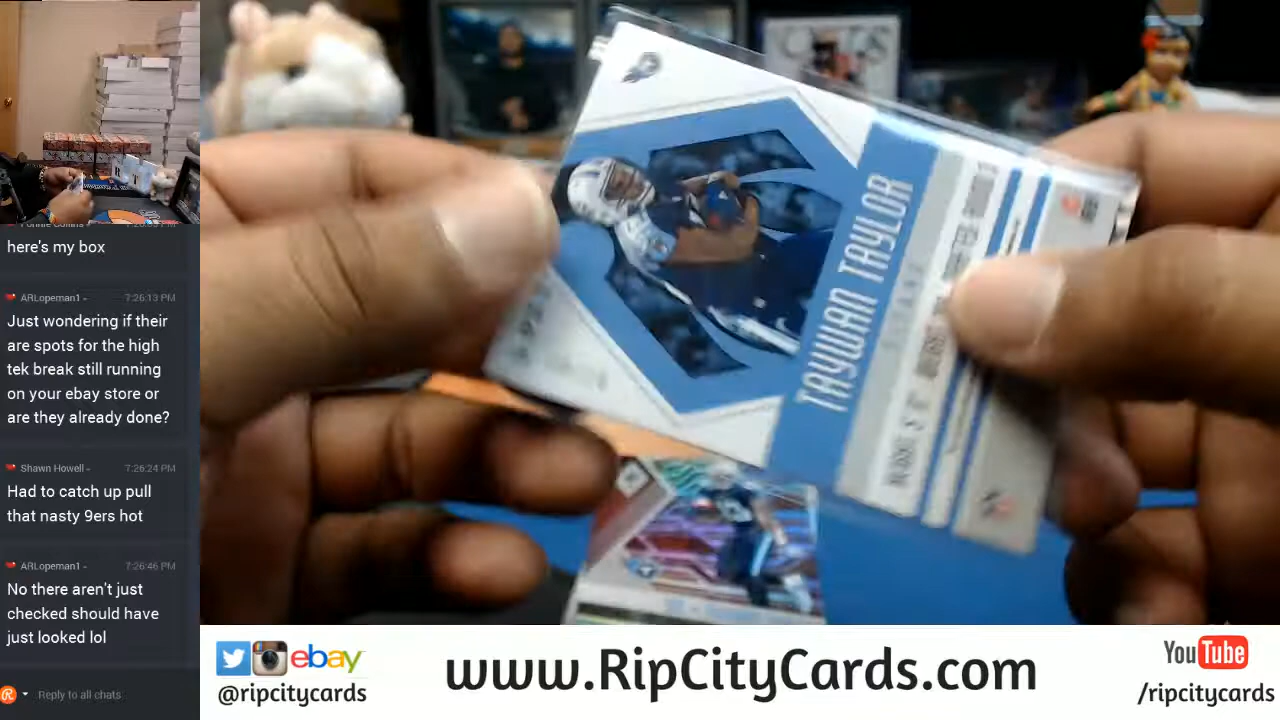 here's my box
ARLopeman1
7:26:13 PM
Just wondering if their
are spots for the high
tek break still running
on your ebay store or
are they already done?
Shawn Howell
7:26:24 PM
Had to catch up pull
that nasty 9ers hot
ARLopeman1
7:26:46 PM
No there aren't just
checked should have
just looked lol
Reply to all chats
TAYWAN TAYLOR
ebay
@ripcitycards
www.RipCityCards.com
YouTube
/ripcitycards